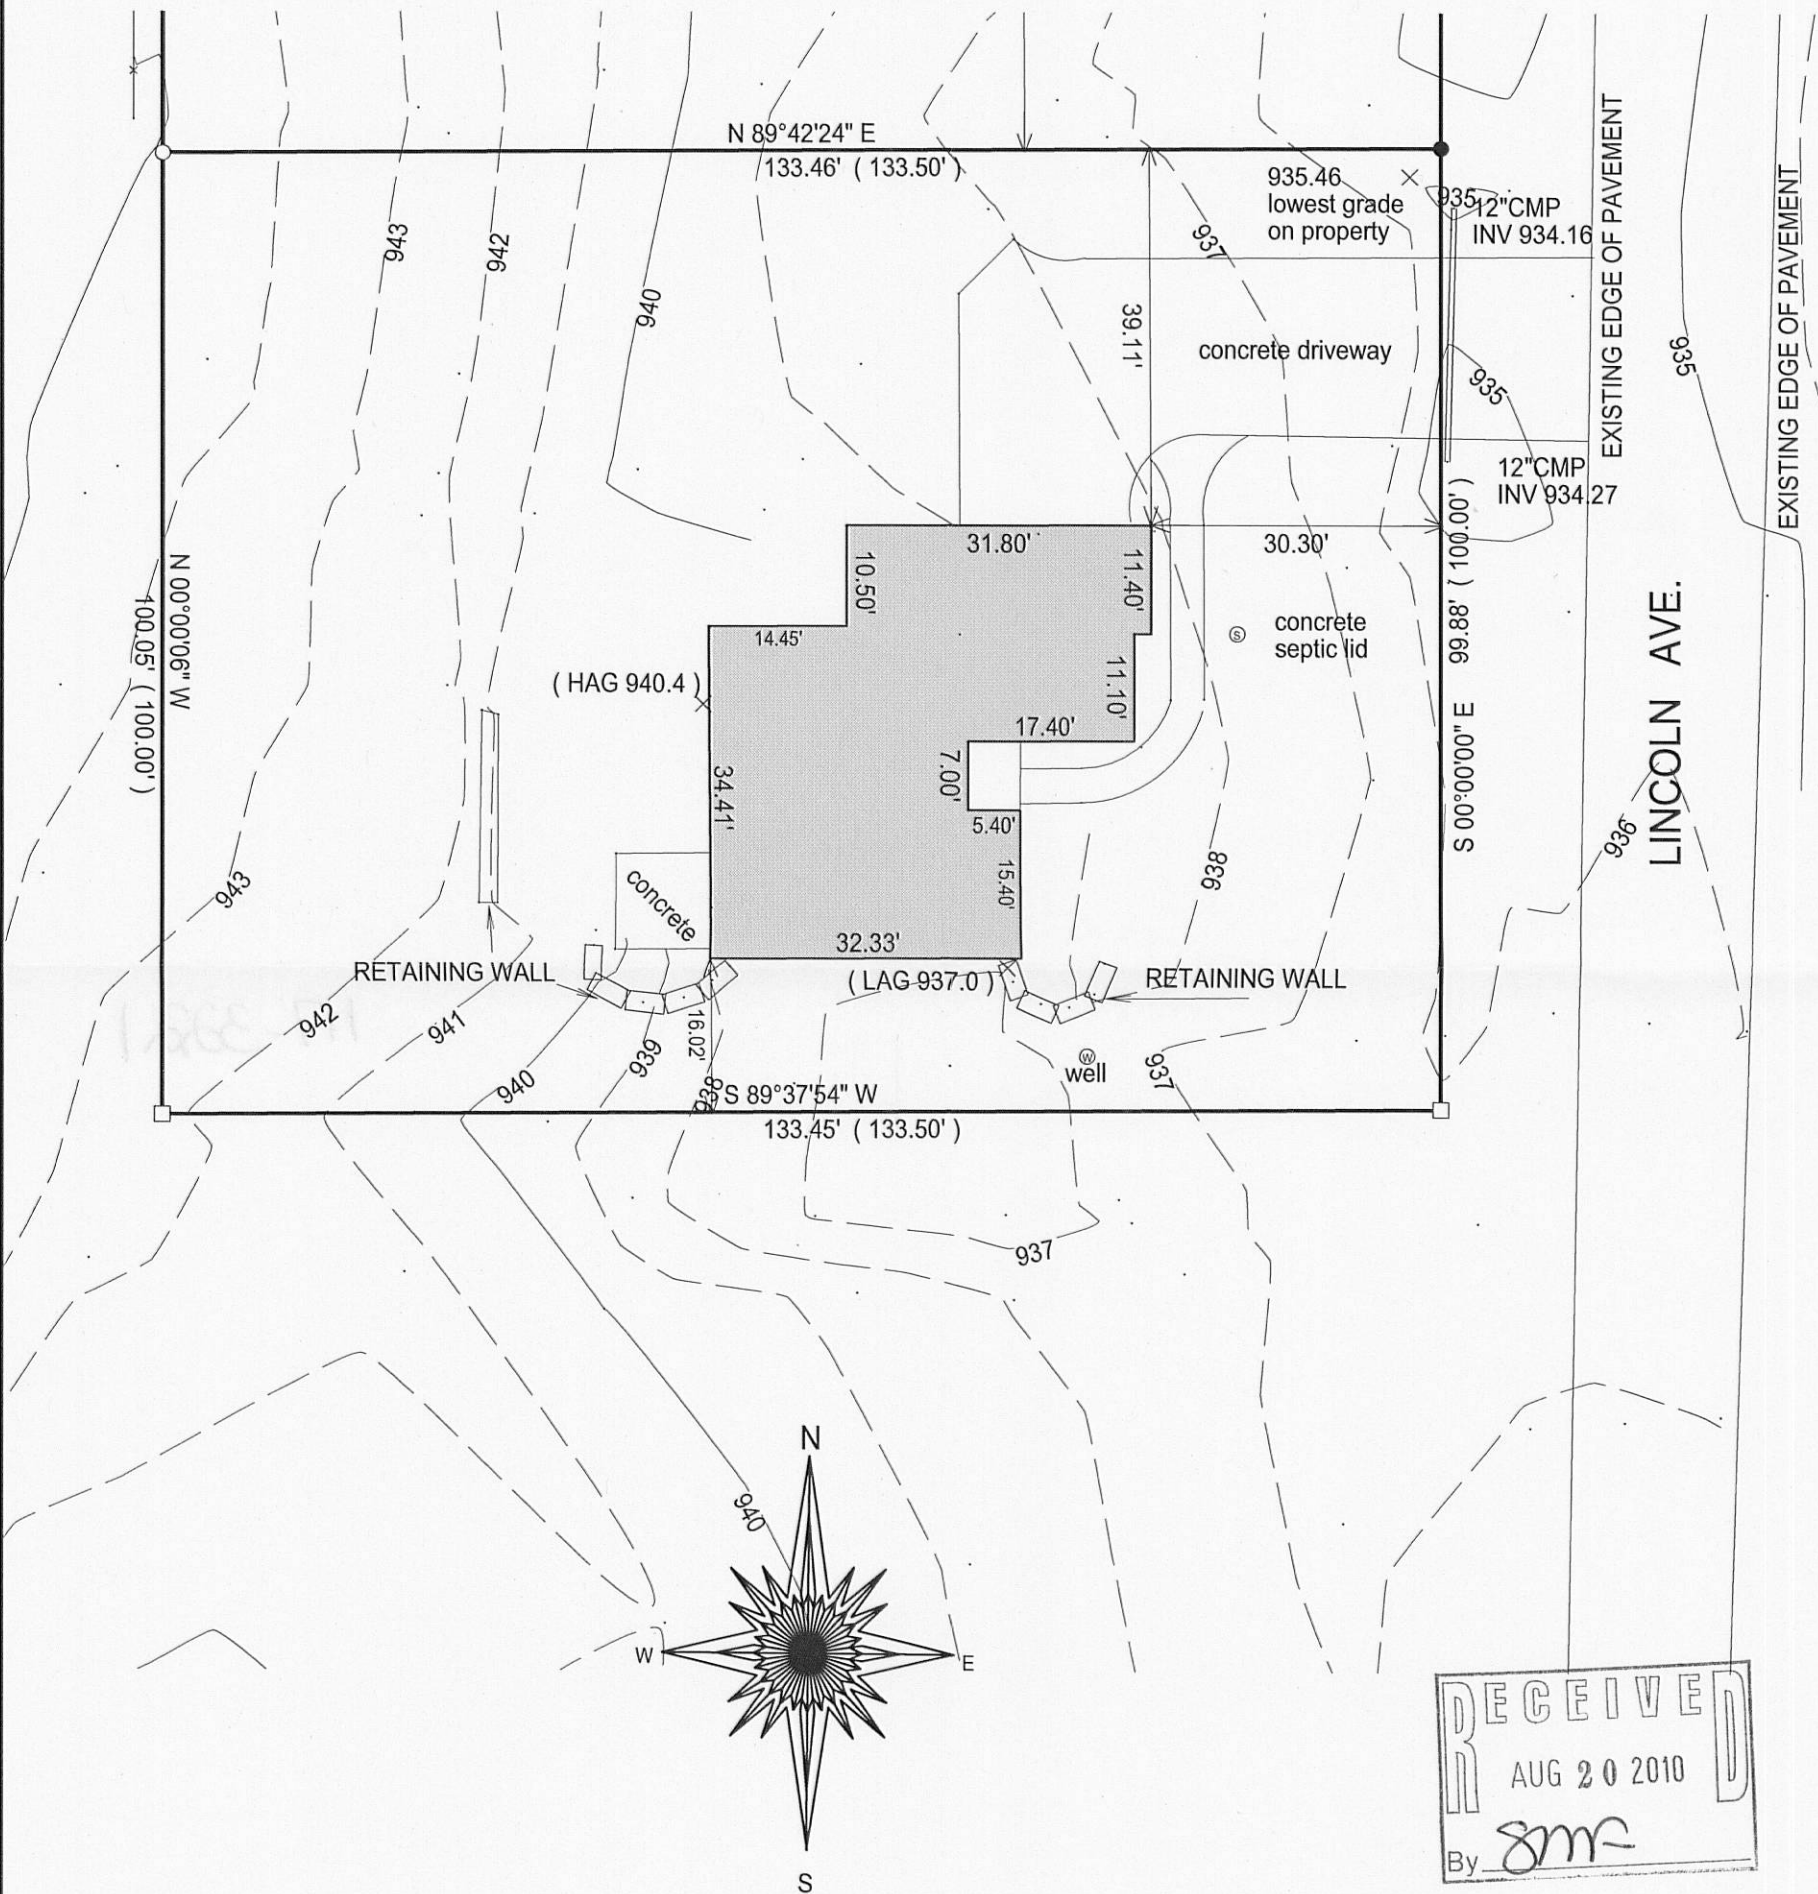 N 89°42'24" E
133.46' ( 133.50' )
935.46
lowest grade
on property
935
12"CMP
INV 934.16
EXISTING EDGE OF PAVEMENT
EXISTING EDGE OF PAVEMENT
943
942
940
937
39.11'
concrete driveway
935
935
12"CMP
INV 934.27
31.80'
30.30'
10.50'
11.40'
N 00°00'06" W
100.05' ( 100.00' )
S 00°00'00" E 99.88' ( 100.00' )
LINCOLN AVE.
14.45'
concrete
septic lid
S
( HAG 940.4 )
11.10'
17.40'
7.00'
34.41'
5.40'
15.40'
936
938
943
concrete
32.33'
RETAINING WALL
( LAG 937.0 )
RETAINING WALL
942
941
940
939
938
16.02'
W
well
937
S 89°37'54" W
133.45' ( 133.50' )
937
940
N
W
E
S
RECEIVED
AUG 20 2010
By